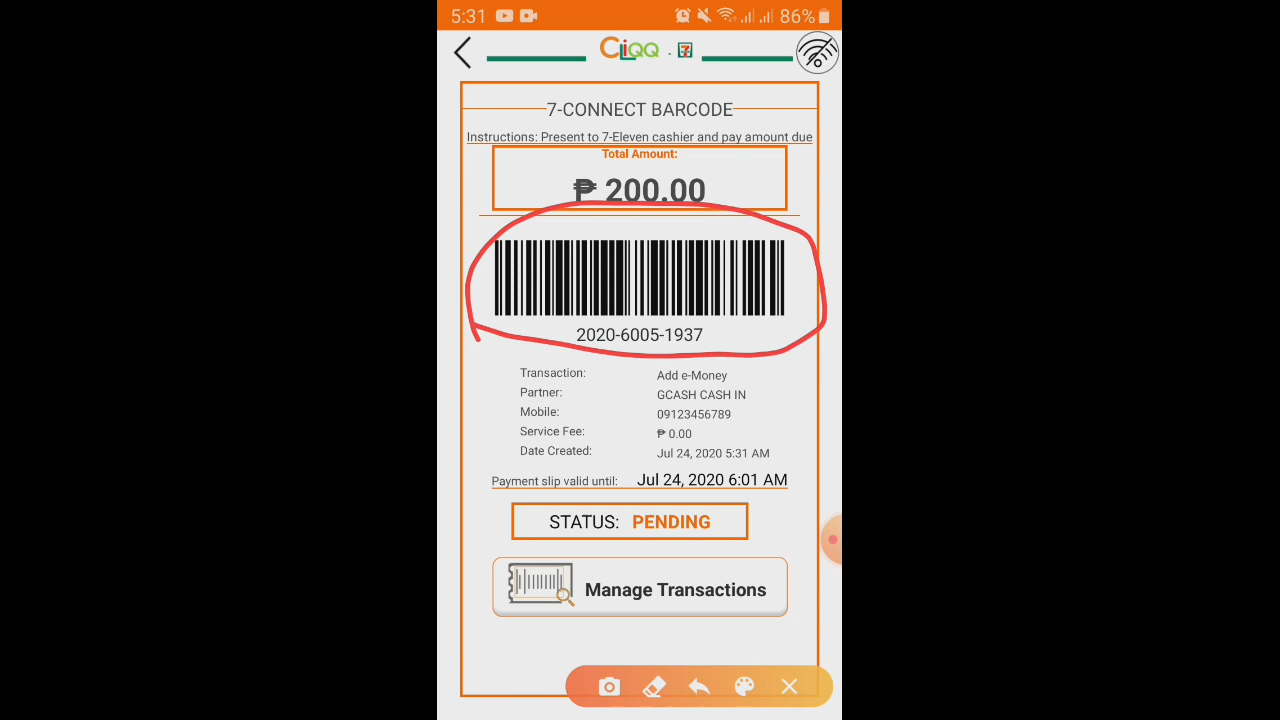 5:31 86%
CLiQQ . 7
7-CONNECT BARCODE
Instructions: Present to 7-Eleven cashier and pay amount due
Total Amount:
₱ 200.00
2020-6005-1937
Transaction: Add e-Money
Partner: GCASH CASH IN
Mobile: 09123456789
Service Fee: ₱ 0.00
Date Created: Jul 24, 2020 5:31 AM
Payment slip valid until: Jul 24, 2020 6:01 AM
STATUS: PENDING
Manage Transactions